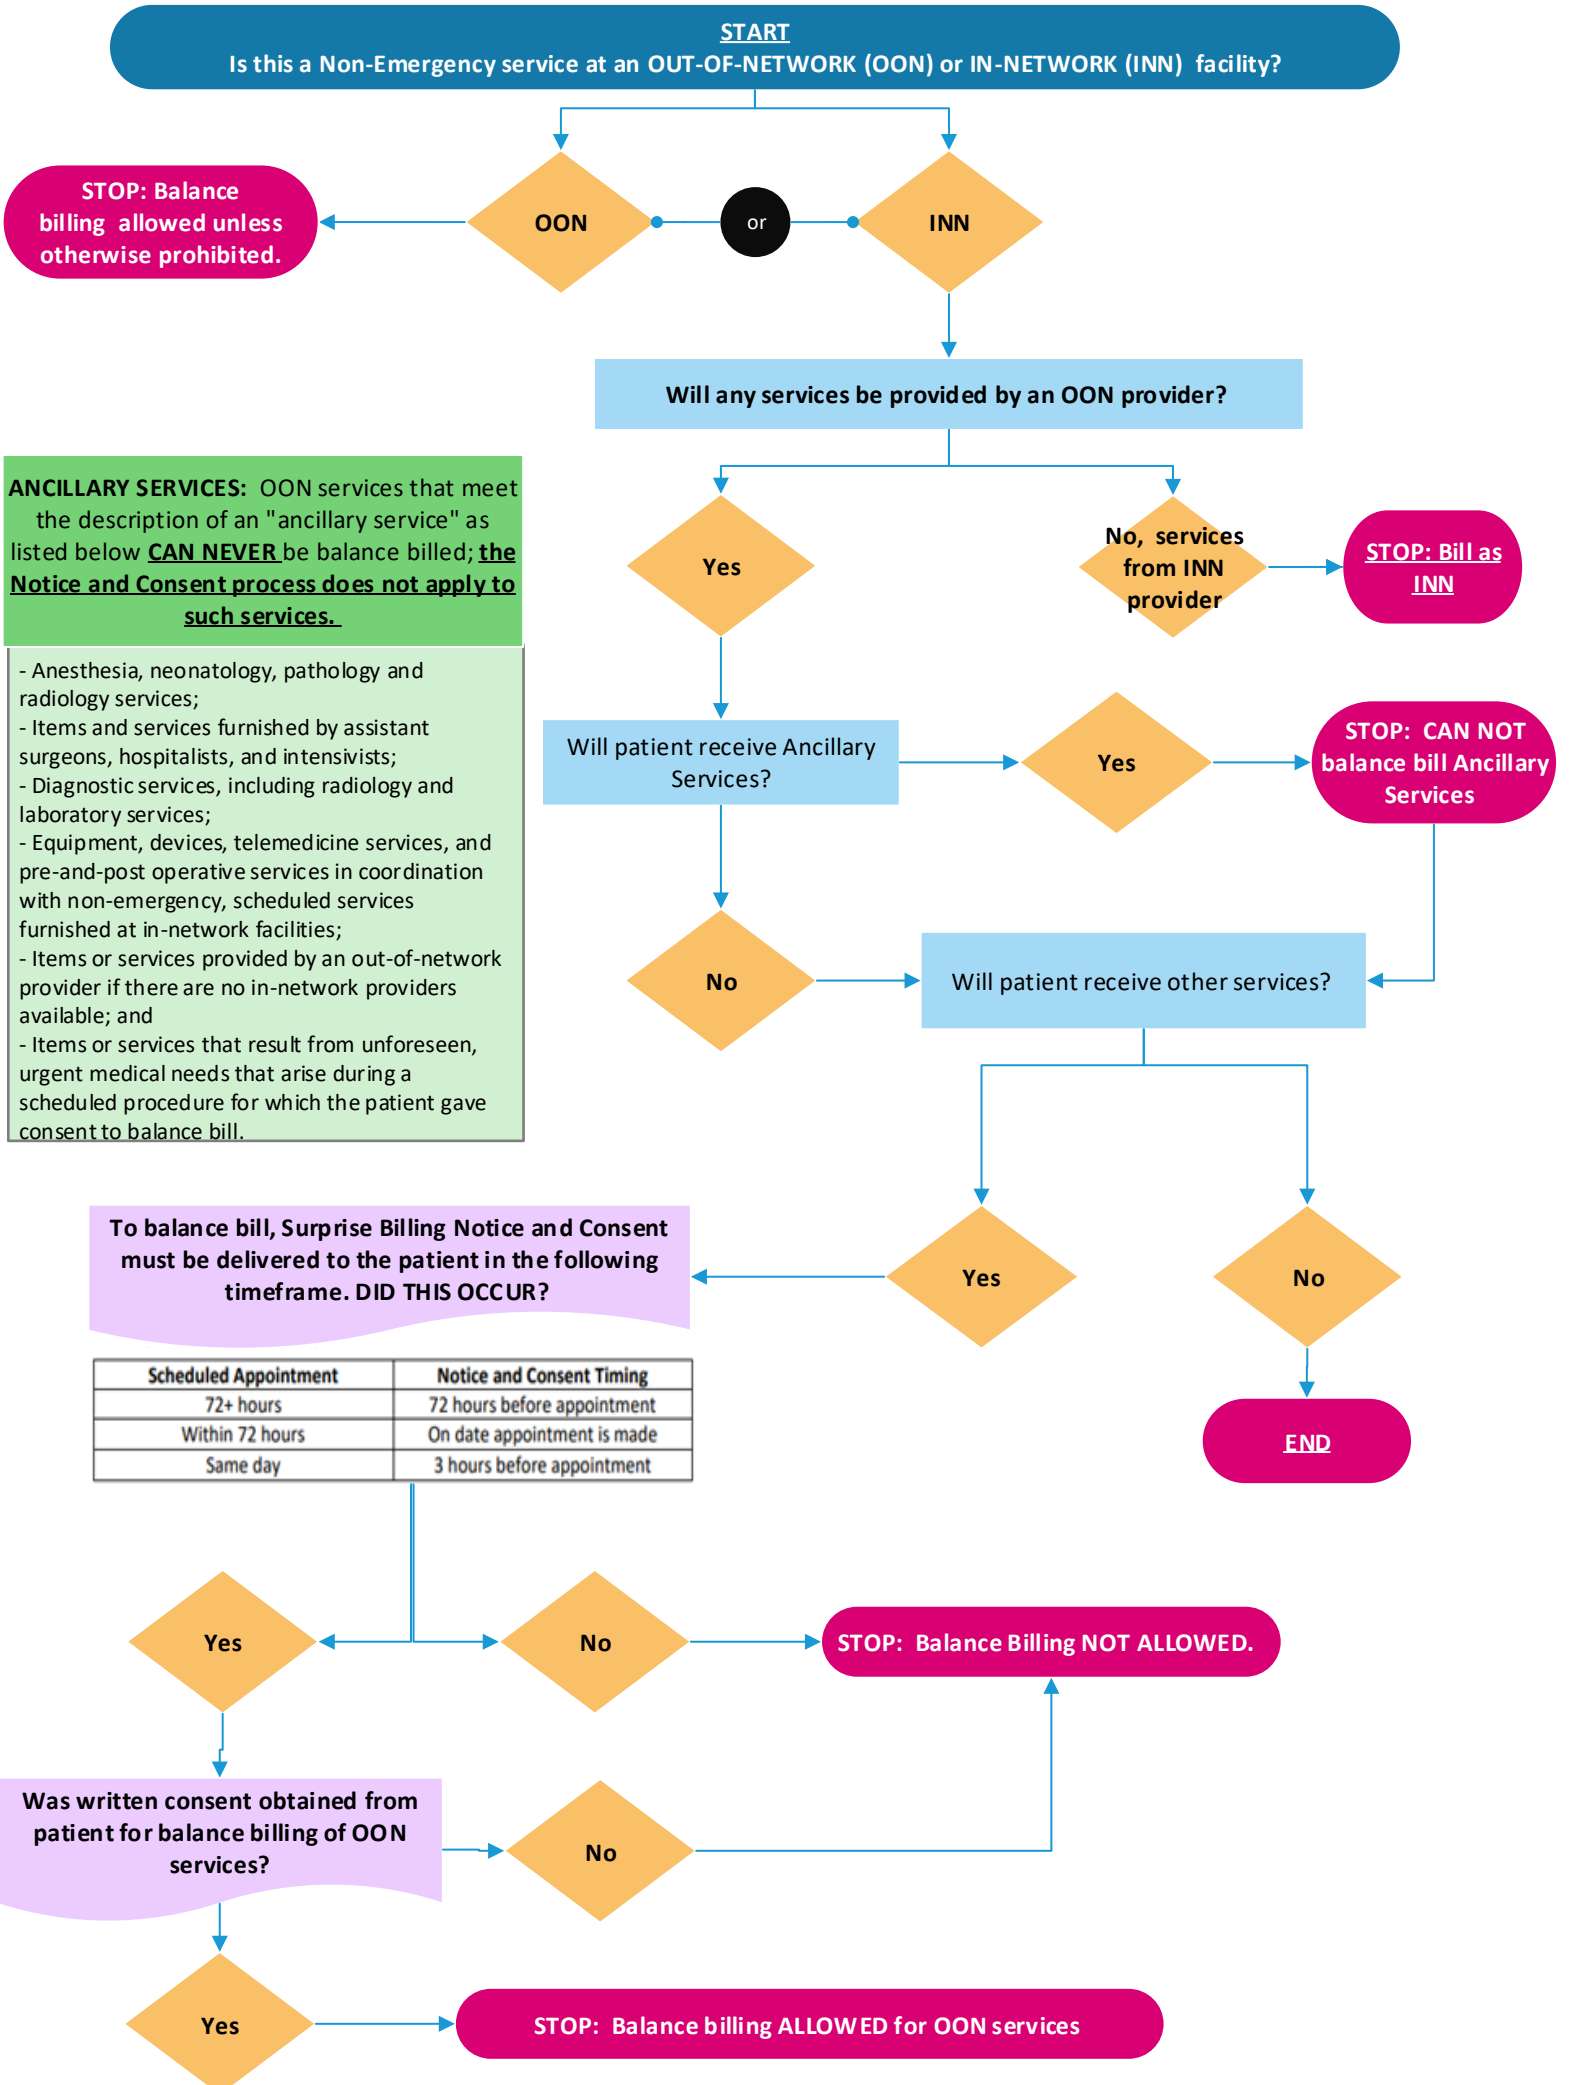 START
Is this a Non-Emergency service at an OUT-OF-NETWORK (OON) or IN-NETWORK (INN) facility?
STOP: Balance
billing allowed unless
otherwise prohibited.
OON
or
INN
Will any services be provided by an OON provider?
ANCILLARY SERVICES: OON services that meet
the description of an "ancillary service" as
listed below CAN NEVER be balance billed; the
Notice and Consent process does not apply to
such services.
- Anesthesia, neonatology, pathology and
radiology services;
- Items and services furnished by assistant
surgeons, hospitalists, and intensivists;
- Diagnostic services, including radiology and
laboratory services;
- Equipment, devices, telemedicine services, and
pre-and-post operative services in coordination
with non-emergency, scheduled services
furnished at in-network facilities;
- Items or services provided by an out-of-network
provider if there are no in-network providers
available; and
- Items or services that result from unforeseen,
urgent medical needs that arise during a
scheduled procedure for which the patient gave
consent to balance bill.
Yes
No, services
from INN
provider
STOP: Bill as
INN
Will patient receive Ancillary
Services?
Yes
STOP: CAN NOT
balance bill Ancillary
Services
No
Will patient receive other services?
To balance bill, Surprise Billing Notice and Consent
must be delivered to the patient in the following
timeframe. DID THIS OCCUR?
Yes
No
Scheduled Appointment Notice and Consent Timing
72+ hours 72 hours before appointment
Within 72 hours On date appointment is made
Same day 3 hours before appointment
END
Yes
No
STOP: Balance Billing NOT ALLOWED.
Was written consent obtained from
patient for balance billing of OON
services?
No
Yes
STOP: Balance billing ALLOWED for OON services